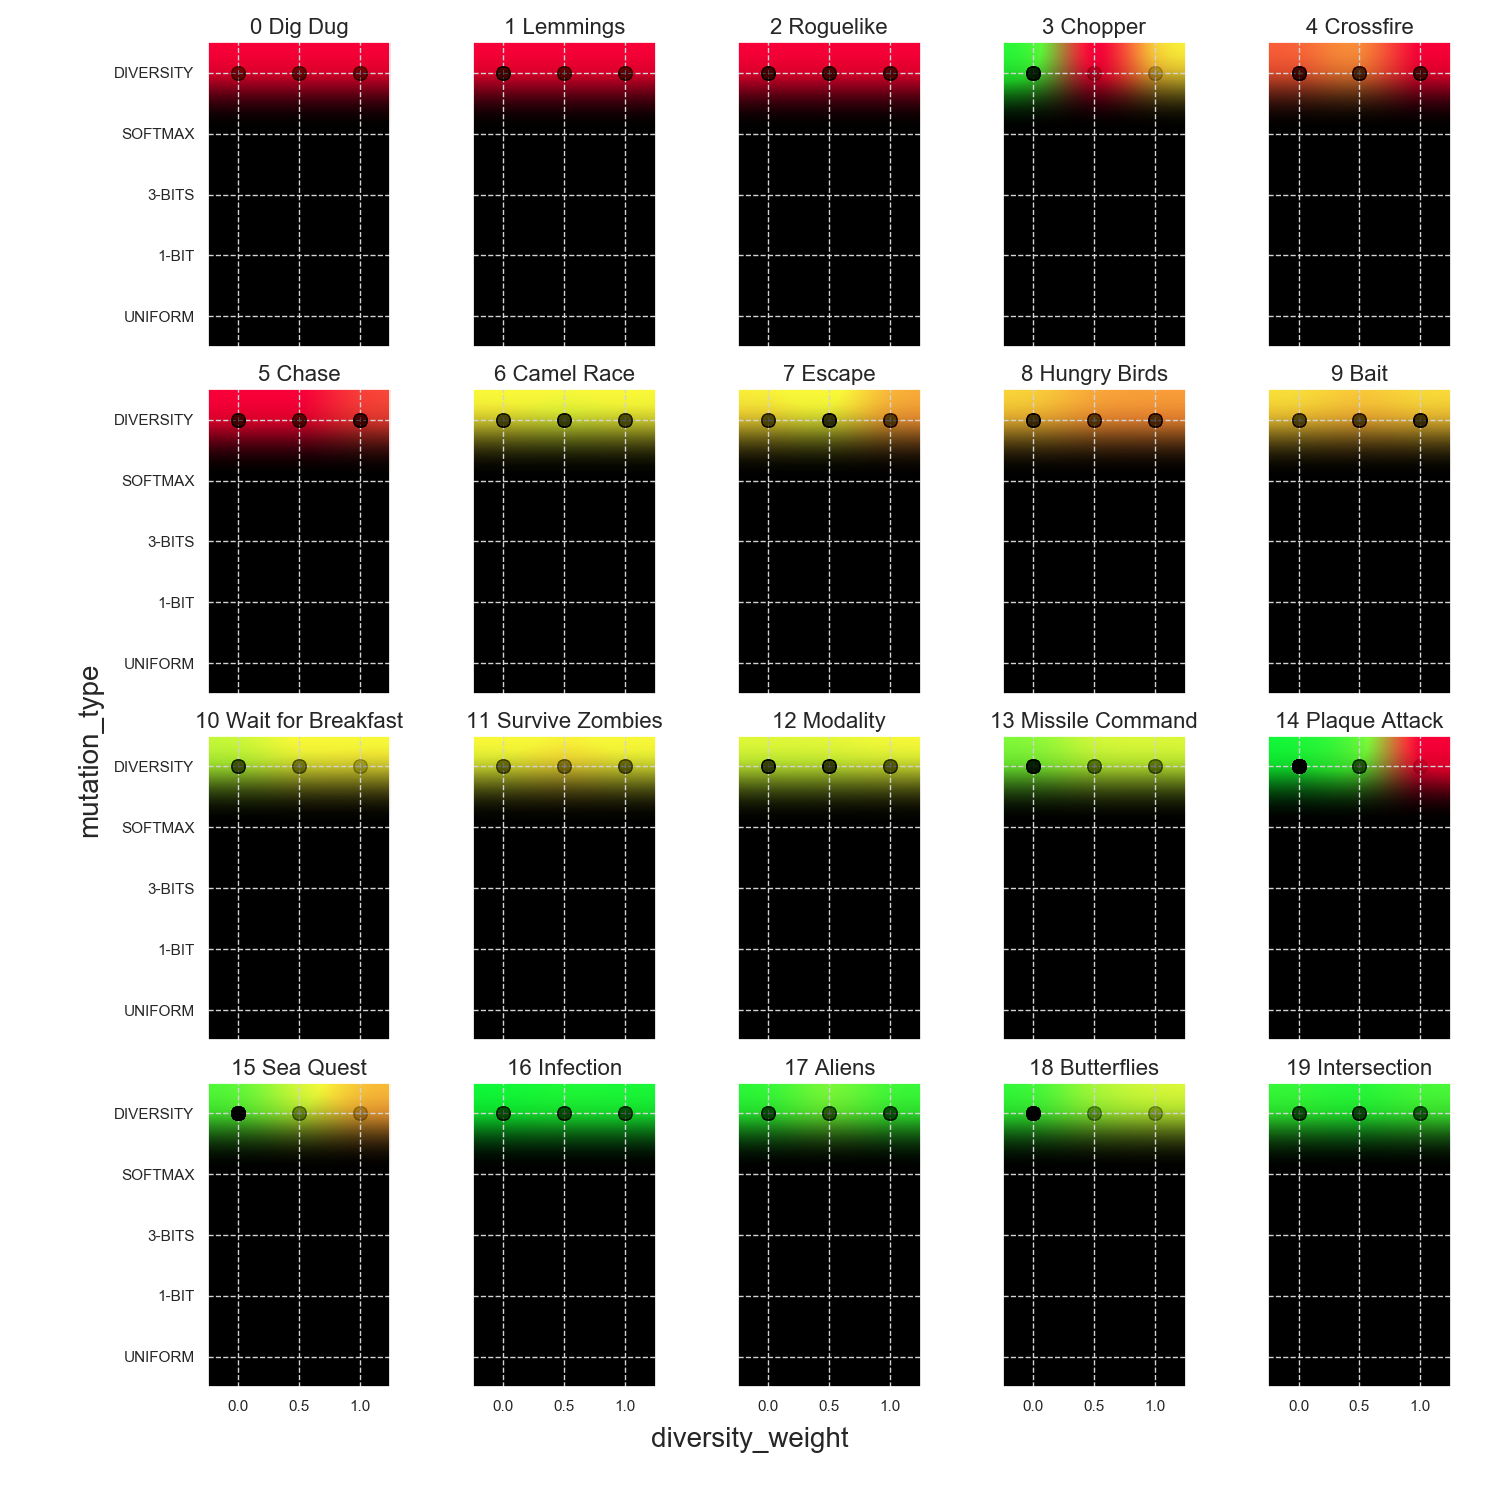 0 Dig Dug
1 Lemmings
2 Roguelike
3 Chopper
4 Crossfire
DIVERSITY
SOFTMAX
3-BITS
1-BIT
UNIFORM
5 Chase
6 Camel Race
7 Escape
8 Hungry Birds
9 Bait
DIVERSITY
SOFTMAX
3-BITS
1-BIT
UNIFORM
mutation_type
10 Wait for Breakfast
11 Survive Zombies
12 Modality
13 Missile Command
14 Plaque Attack
DIVERSITY
SOFTMAX
3-BITS
1-BIT
UNIFORM
15 Sea Quest
16 Infection
17 Aliens
18 Butterflies
19 Intersection
DIVERSITY
SOFTMAX
3-BITS
1-BIT
UNIFORM
0.0 0.5 1.0
0.0 0.5 1.0
0.0 0.5 1.0
0.0 0.5 1.0
0.0 0.5 1.0
diversity_weight